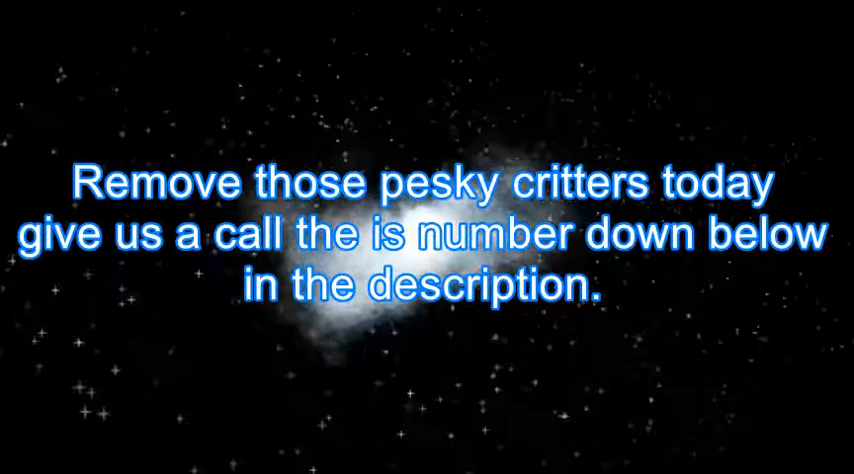 Remove those pesky critters today
give us a call the is number down below
in the description.